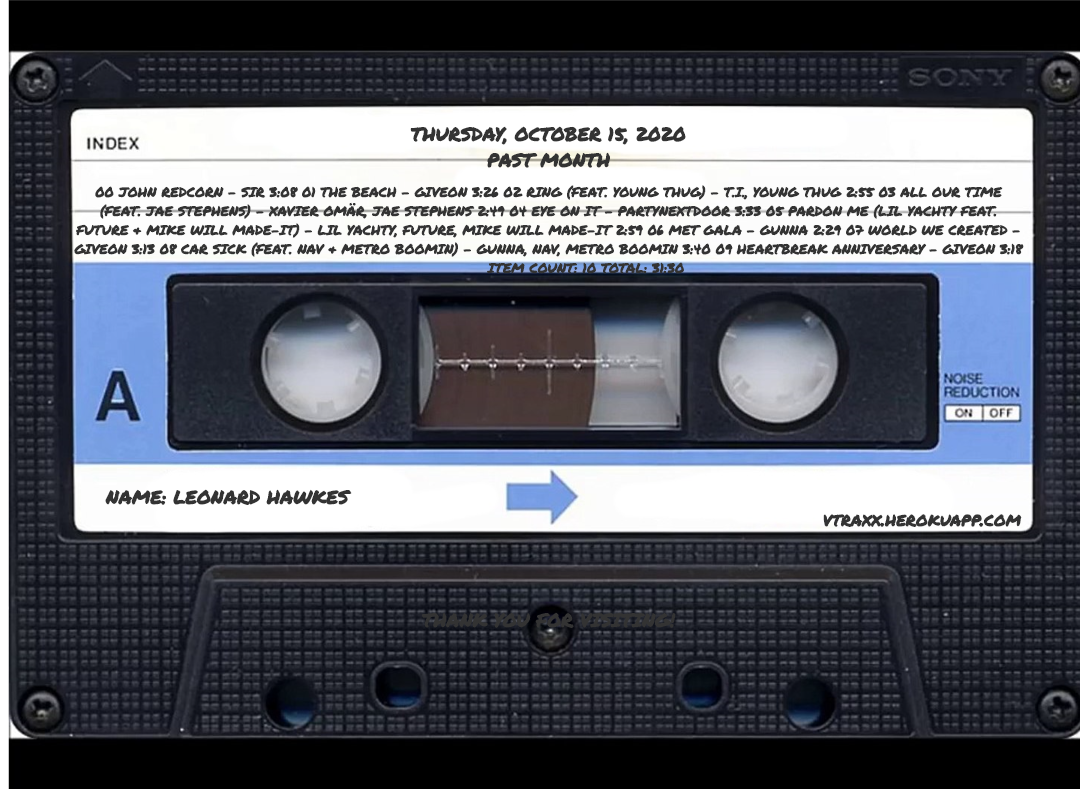 SONY
INDEX
THURSDAY, OCTOBER 15, 2020
PAST MONTH
00 JOHN REDCORN - SIR 3:08 01 THE BEACH - GIVEON 3:26 02 RING (FEAT. YOUNG THUG) - T.I., YOUNG THUG 2:55 03 ALL OUR TIME
(FEAT. JAE STEPHENS) - XAVIER OMÄR, JAE STEPHENS 2:49 04 EYE ON IT - PARTYNEXTDOOR 3:33 05 PARDON ME (LIL YACHTY FEAT.
FUTURE + MIKE WILL MADE-IT) - LIL YACHTY, FUTURE, MIKE WILL MADE-IT 2:59 06 MET GALA - GUNNA 2:29 07 WORLD WE CREATED -
GIVEON 3:13 08 CAR SICK (FEAT. NAV + METRO BOOMIN) - GUNNA, NAV, METRO BOOMIN 3:40 09 HEARTBREAK ANNIVERSARY - GIVEON 3:18
ITEM COUNT: 10 TOTAL: 31:30
A
NOISE
REDUCTION
ON OFF
NAME: LEONARD HAWKES
VTRAXX.HEROKUAPP.COM
THANK YOU FOR VISITING!